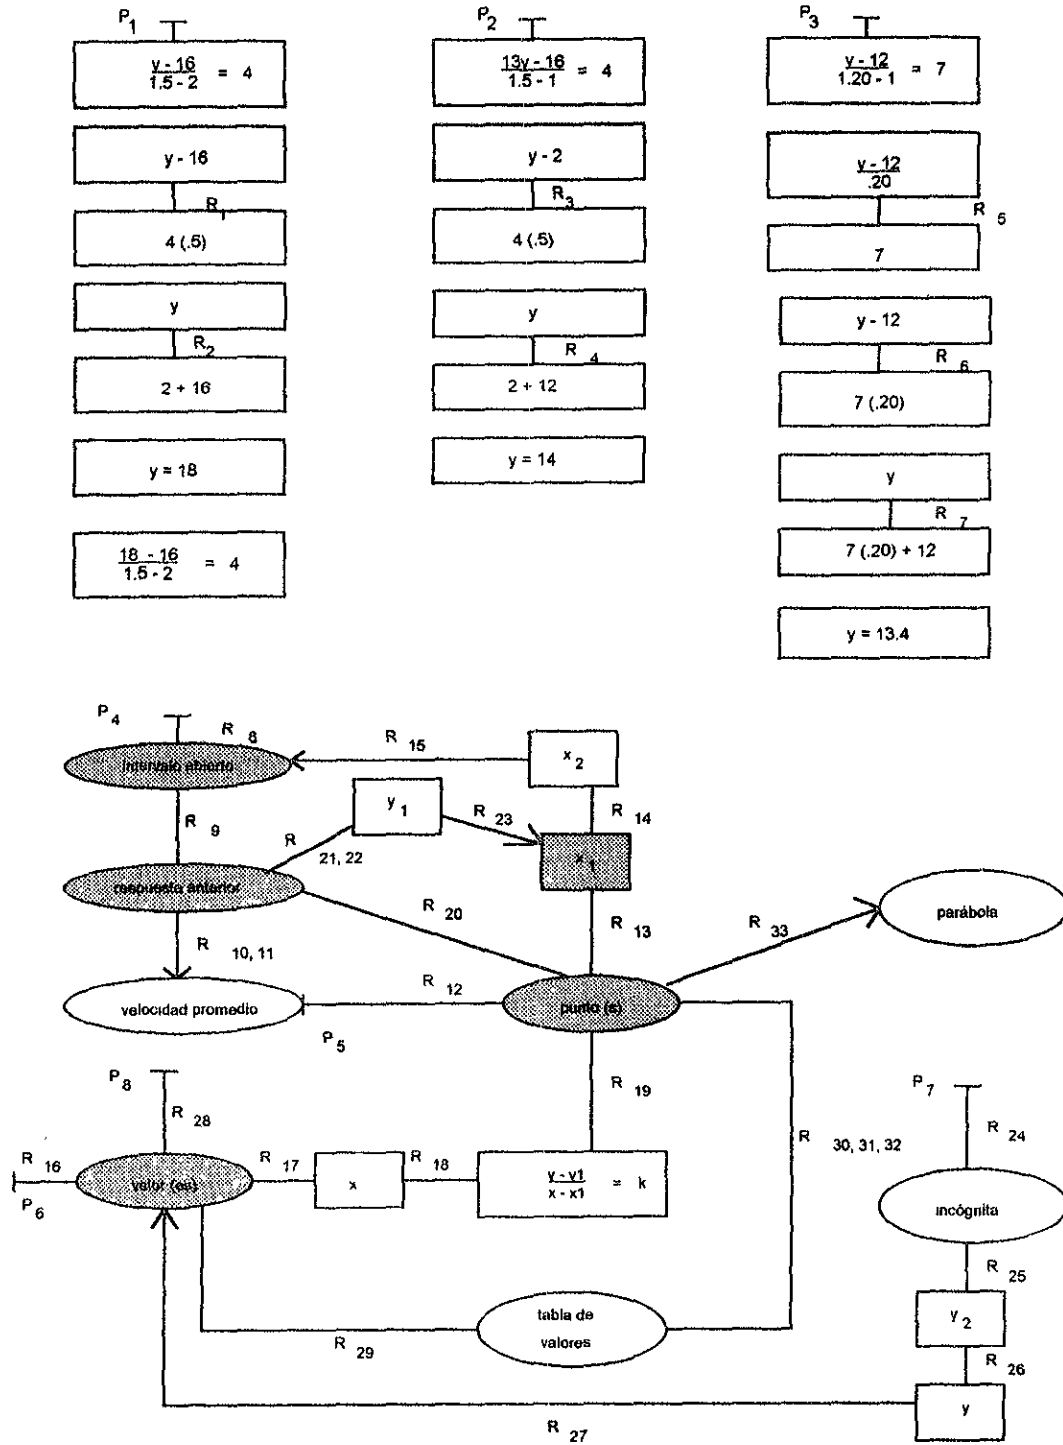 P1
y - 16
1.5 - 2
= 4
y - 16
R1
4 (.5)
y
R2
2 + 16
y = 18
18 - 16
1.5 - 2
= 4
P2
13y - 16
1.5 - 1
= 4
y - 2
R3
4 (.5)
y
R4
2 + 12
y = 14
P3
y - 12
1.20 - 1
= 7
y - 12
.20
R5
7
y - 12
R6
7 (.20)
y
R7
7 (.20) + 12
y = 13.4
P4
R8
intervalo abierto
R15
x2
R9
R
21, 22
y1
R23
R14
x1
respuesta anterior
R20
R13
R33
parábola
R10, 11
velocidad promedio
R12
P5
punto (s)
R19
P8
R28
R16
P6
valor (es)
R17
x
R18
y - y1
x - x1
= k
R30, 31, 32
P7
R24
incógnita
R25
y2
R26
y
tabla de
valores
R29
R27